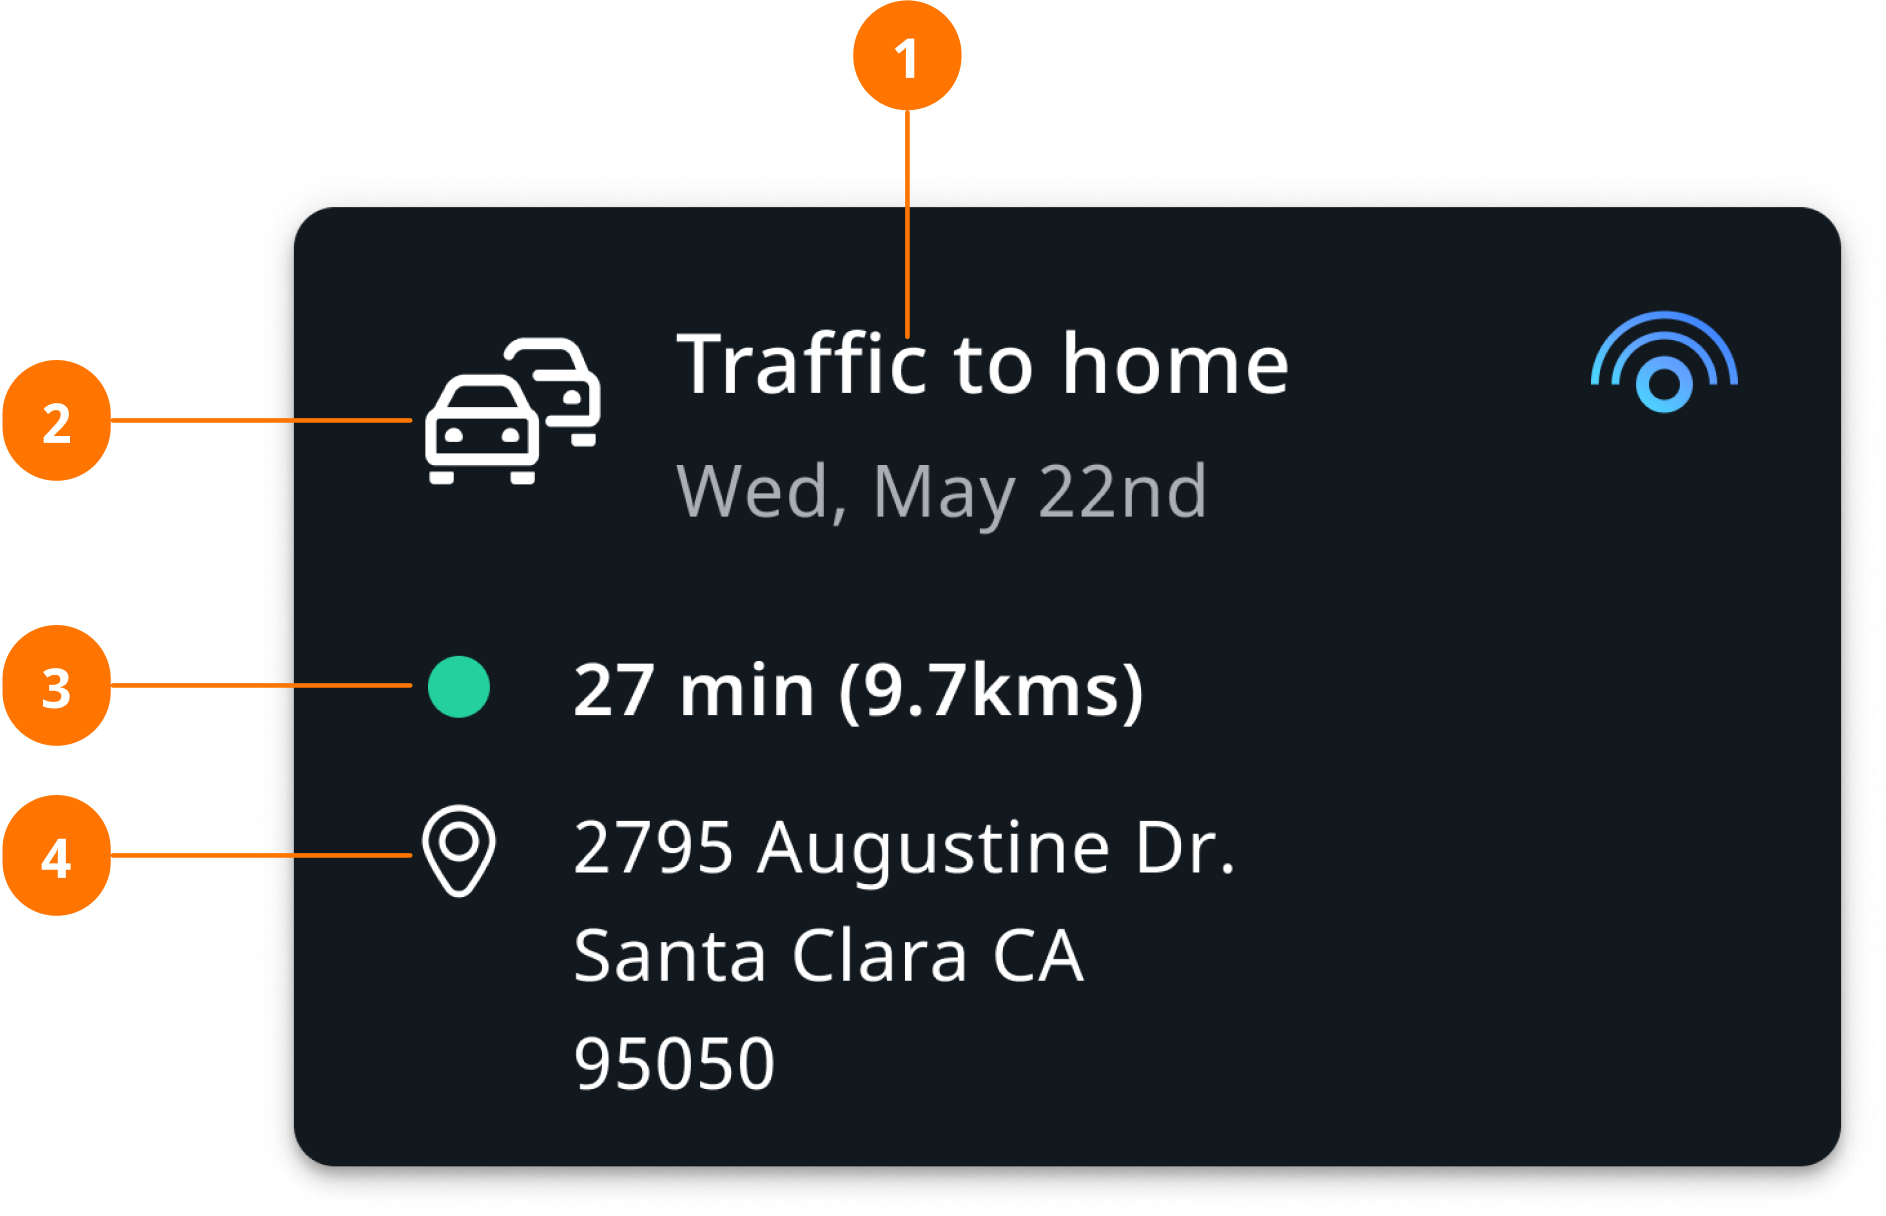 1
2
Traffic to home
Wed, May 22nd
3
27 min (9.7kms)
4
2795 Augustine Dr.
Santa Clara CA
95050